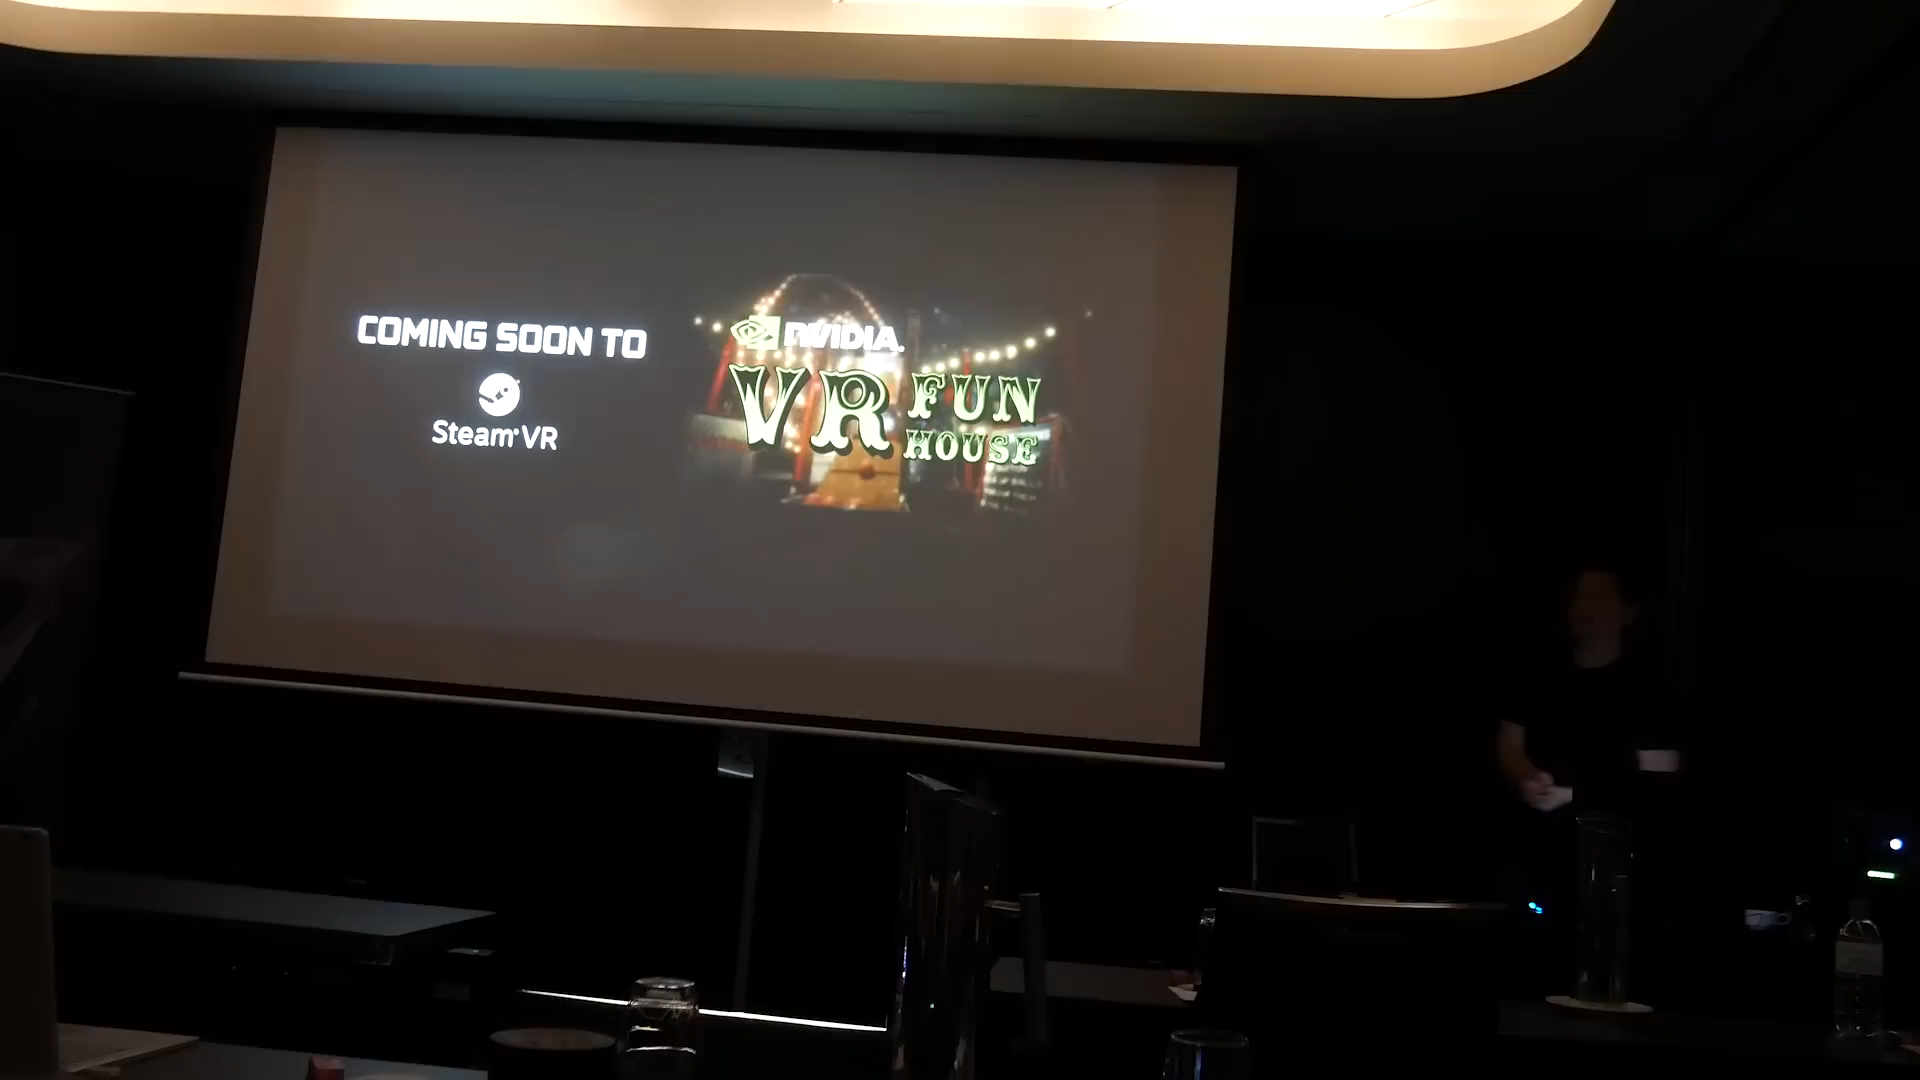 COMING SOON TO
Steam VR
NVIDIA.
VR FUN
HOUSE